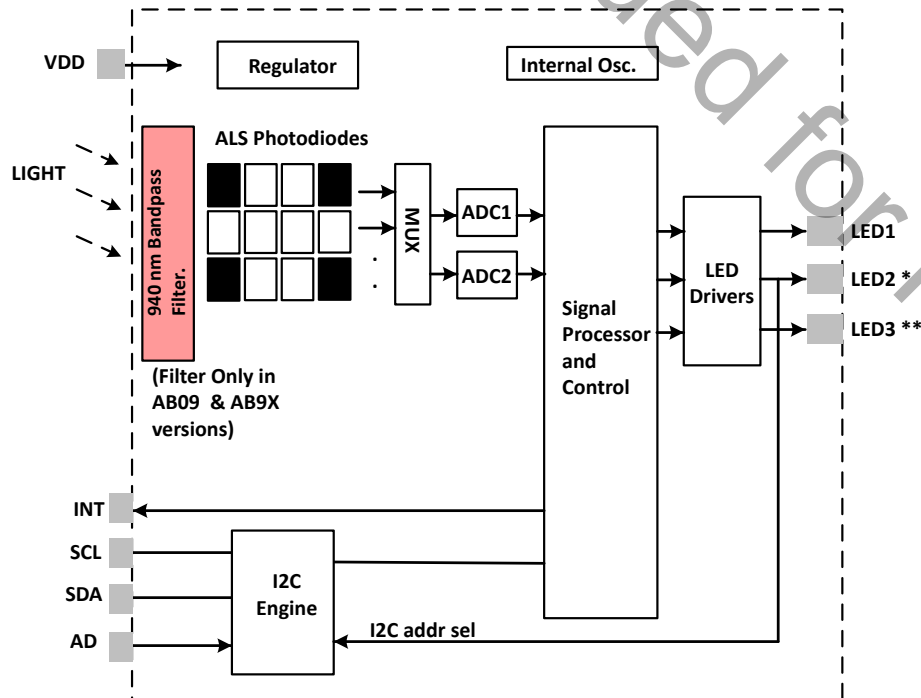 ded for
VDD
Regulator
Internal Osc.
ALS Photodiodes
LIGHT
940 nm Bandpass
Filter.
MUX
ADC1
ADC2
Signal
Processor
and
Control
LED
Drivers
LED1
LED2 *
LED3 **
(Filter Only in
AB09 & AB9X
versions)
INT
SCL
SDA
AD
I2C
Engine
I2C addr sel